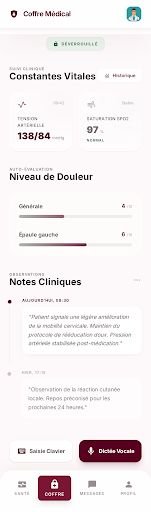 Coffre Médical
DÉVERROUILLÉ
SUIVI CLINIQUE
Constantes Vitales
Historique
08:42
Stable
TENSION
ARTÉRIELLE
138/84 mmHg
SATURATION SPO2
97 %
NORMAL
AUTO-ÉVALUATION
Niveau de Douleur
Générale
4 /10
Épaule gauche
6 /10
OBSERVATIONS
Notes Cliniques
AUJOURD'HUI, 09:30
"Patient signale une légère amélioration
de la mobilité cervicale. Maintien du
protocole de rééducation doux. Pression
artérielle stabilisée post-médication."
HIER,
"Observation de la réaction cutanée
locale. Repos préconisé pour les
prochaines 24 heures."
Saisie Clavier
Dictée Vocale
SANTÉ
COFFRE
MESSAGES
PROFIL